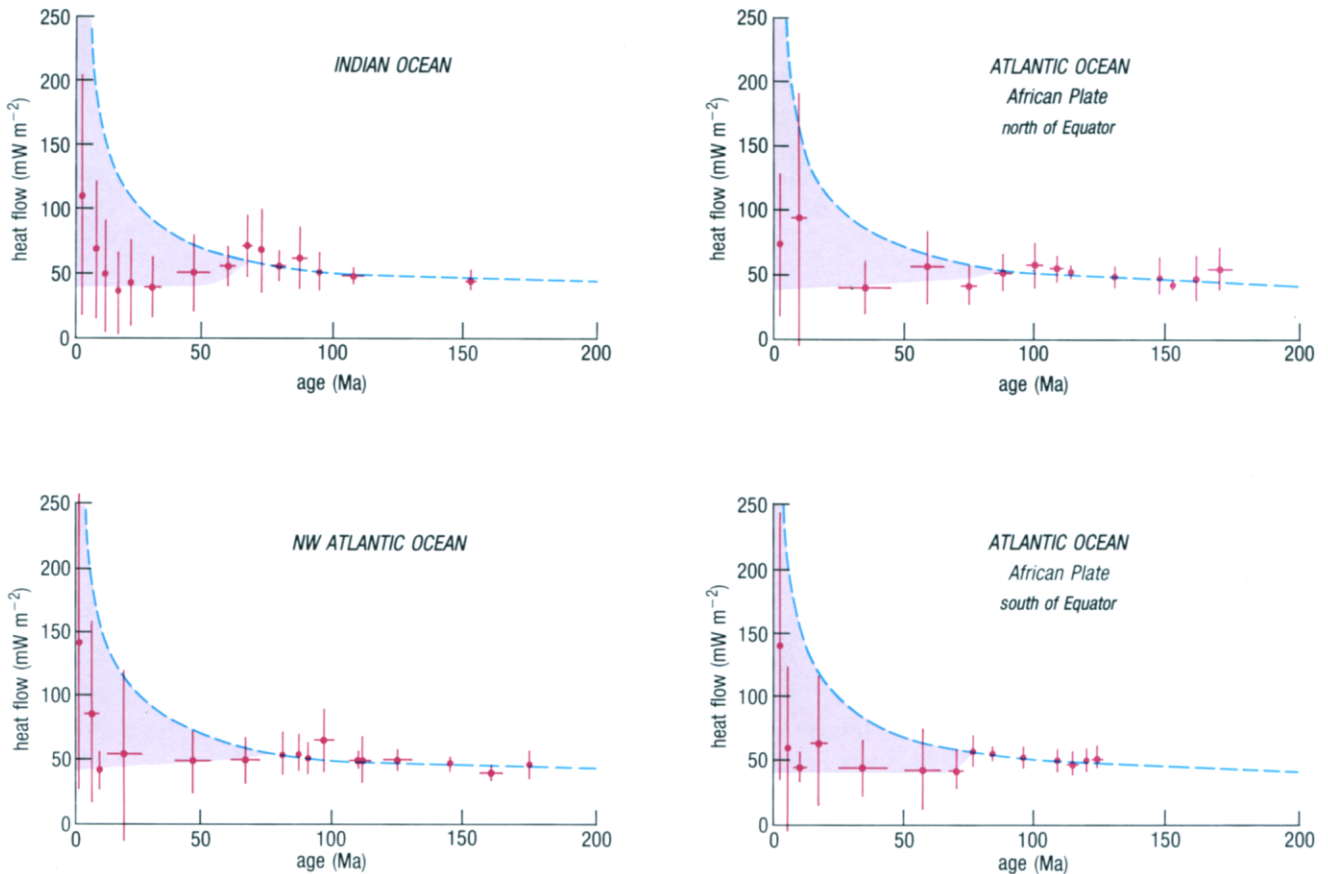 INDIAN OCEAN
heat flow (mW m⁻²)
250
200
150
100
50
0
0 50 100 150 200
age (Ma)
ATLANTIC OCEAN
African Plate
north of Equator
heat flow (mW m⁻²)
250
200
150
100
50
0
0 50 100 150 200
age (Ma)
NW ATLANTIC OCEAN
heat flow (mW m⁻²)
250
200
150
100
50
0
0 50 100 150 200
age (Ma)
ATLANTIC OCEAN
African Plate
south of Equator
heat flow (mW m⁻²)
250
200
150
100
50
0
0 50 100 150 200
age (Ma)